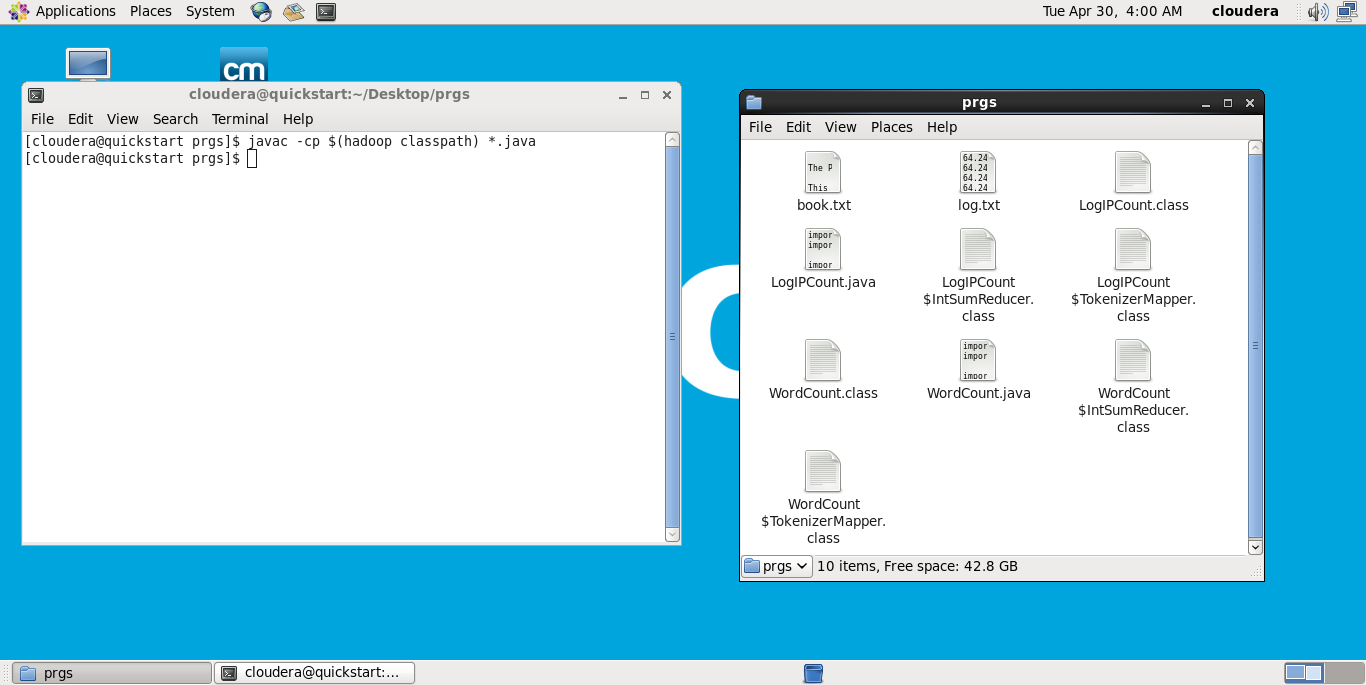 Applications Places System
Tue Apr 30, 4:00 AM cloudera
cm
cloudera@quickstart:~/Desktop/prgs
File Edit View Search Terminal Help
[cloudera@quickstart prgs]$ javac -cp $(hadoop classpath) *.java
[cloudera@quickstart prgs]$
prgs
File Edit View Places Help
The P
This
book.txt
64.24
64.24
64.24
64.24
log.txt
LogIPCount.class
impor
impor
impor
LogIPCount.java
LogIPCount
$IntSumReducer.
class
LogIPCount
$TokenizerMapper.
class
WordCount.class
impor
impor
impor
WordCount.java
WordCount
$IntSumReducer.
class
WordCount
$TokenizerMapper.
class
prgs
10 items, Free space: 42.8 GB
prgs
cloudera@quickstart:...